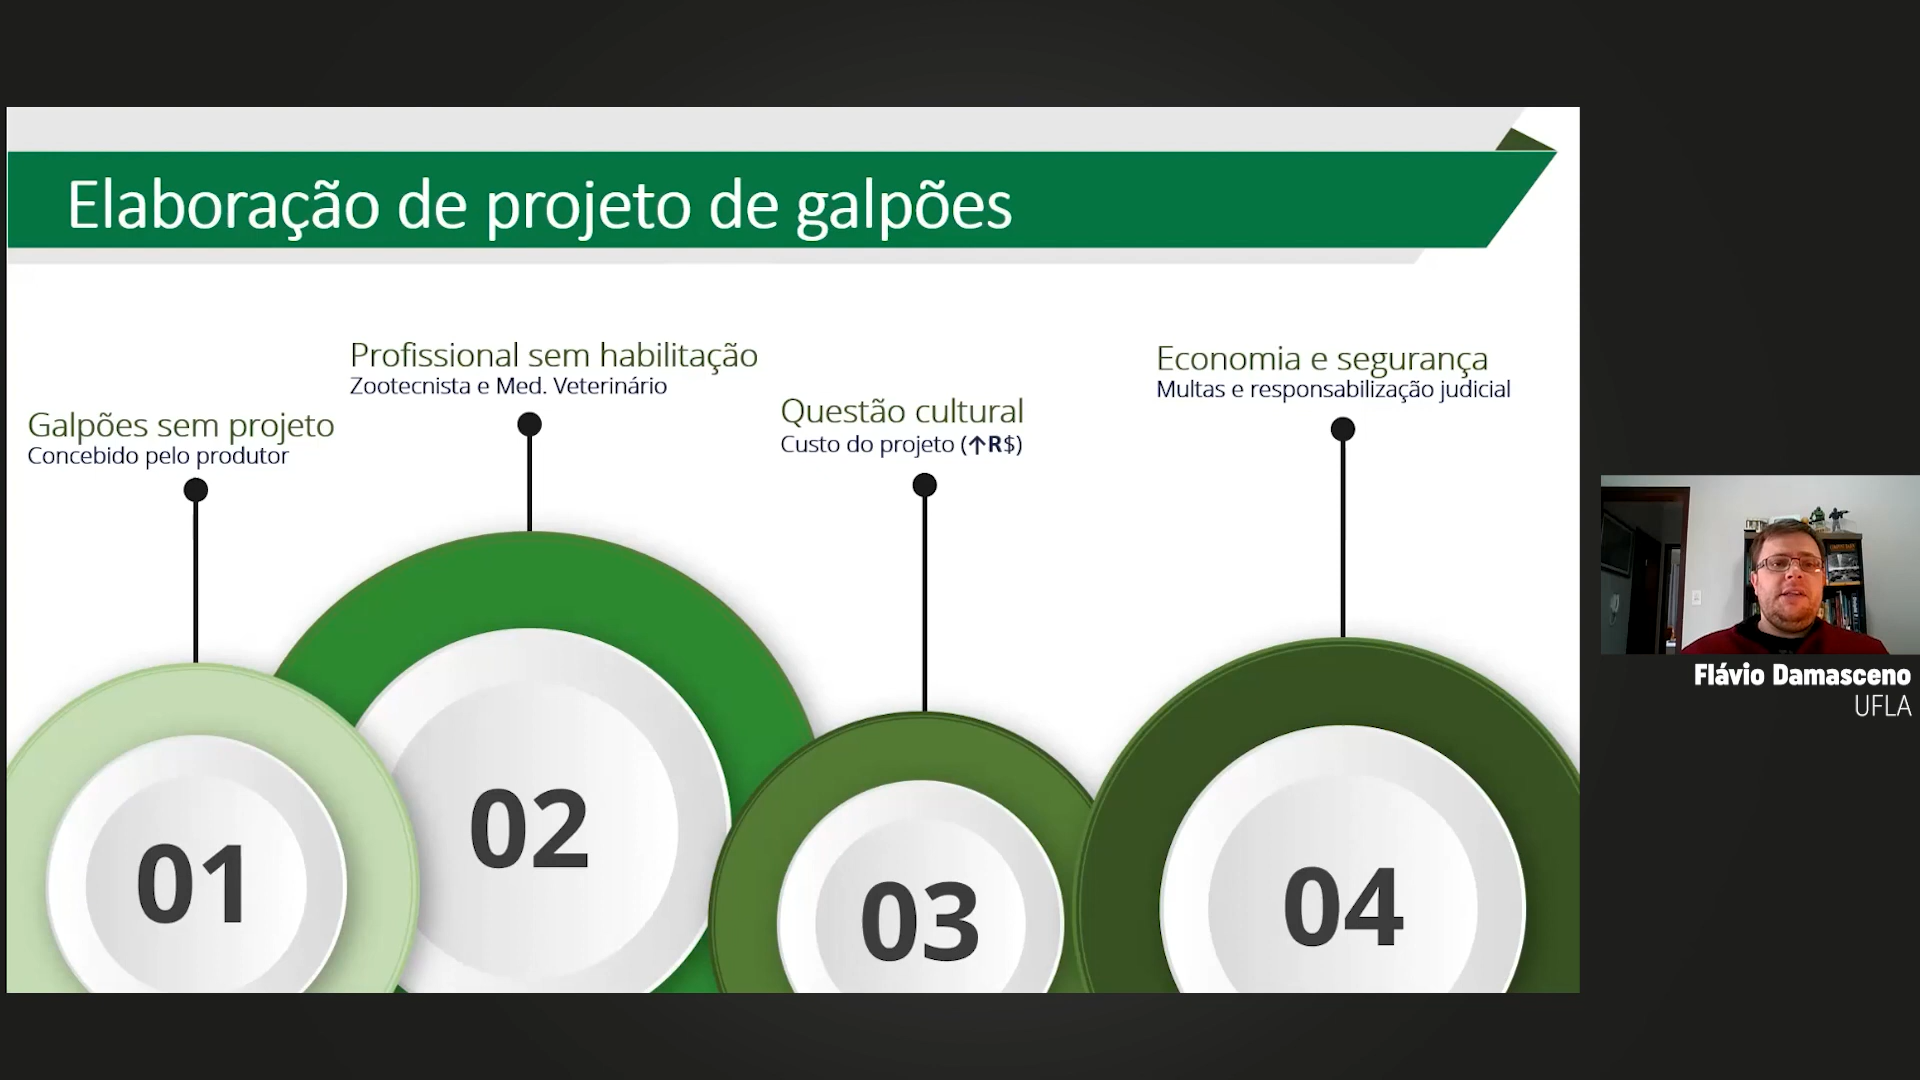 Elaboração de projeto de galpões
Galpões sem projeto
Concebido pelo produtor
01
Profissional sem habilitação
Zootecnista e Med. Veterinário
02
Questão cultural
Custo do projeto (↑R$)
03
Economia e segurança
Multas e responsabilização judicial
04
Flávio Damasceno
UFLA